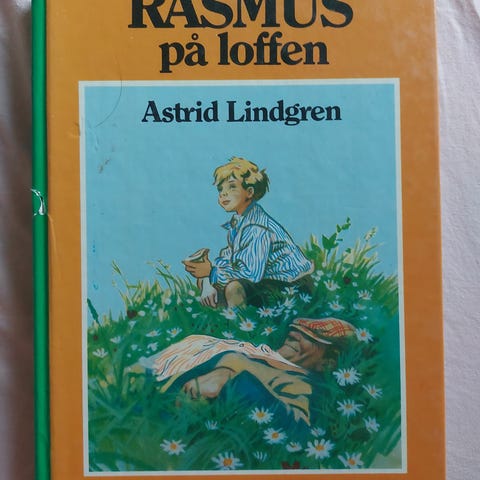 RASMUS
på loffen
Astrid Lindgren